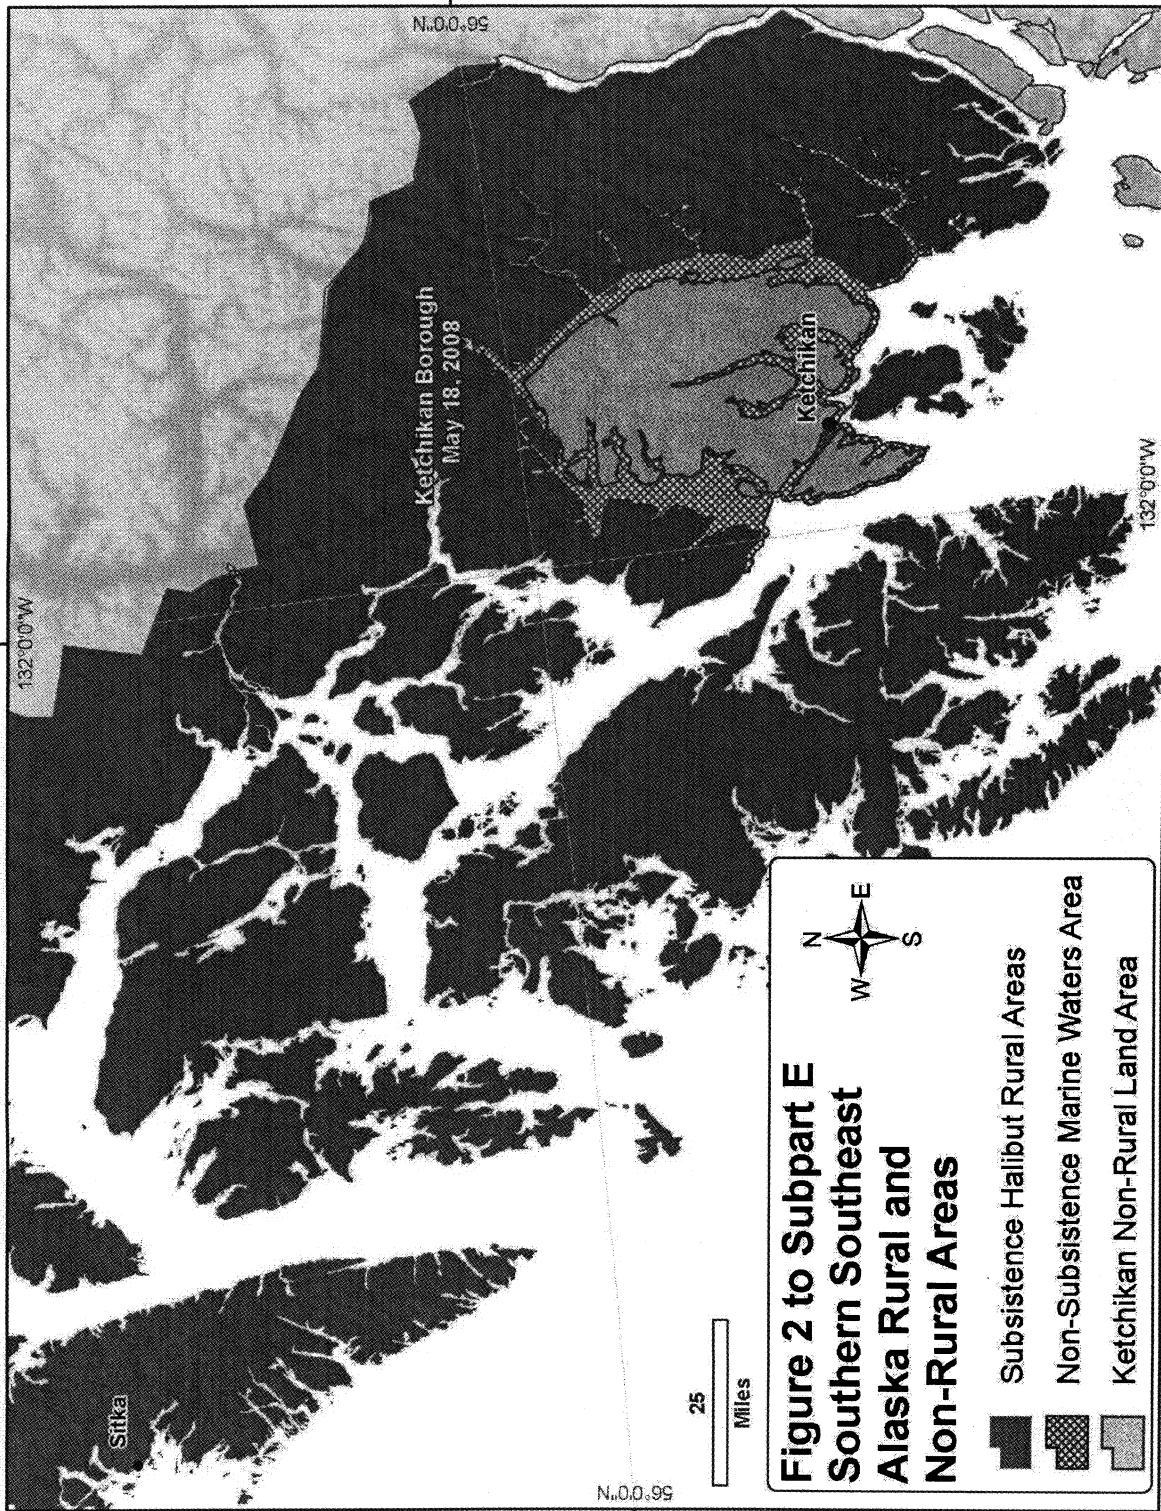 132°0'0"W
56°0'0"N
Ketchikan Borough
May 18, 2008
Sitka
Ketchikan
56°0'0"N
132°0'0"W
25
Miles
Figure 2 to Subpart E
Southern Southeast
Alaska Rural and
Non-Rural Areas
N
W
E
S
Subsistence Halibut Rural Areas
Non-Subsistence Marine Waters Area
Ketchikan Non-Rural Land Area